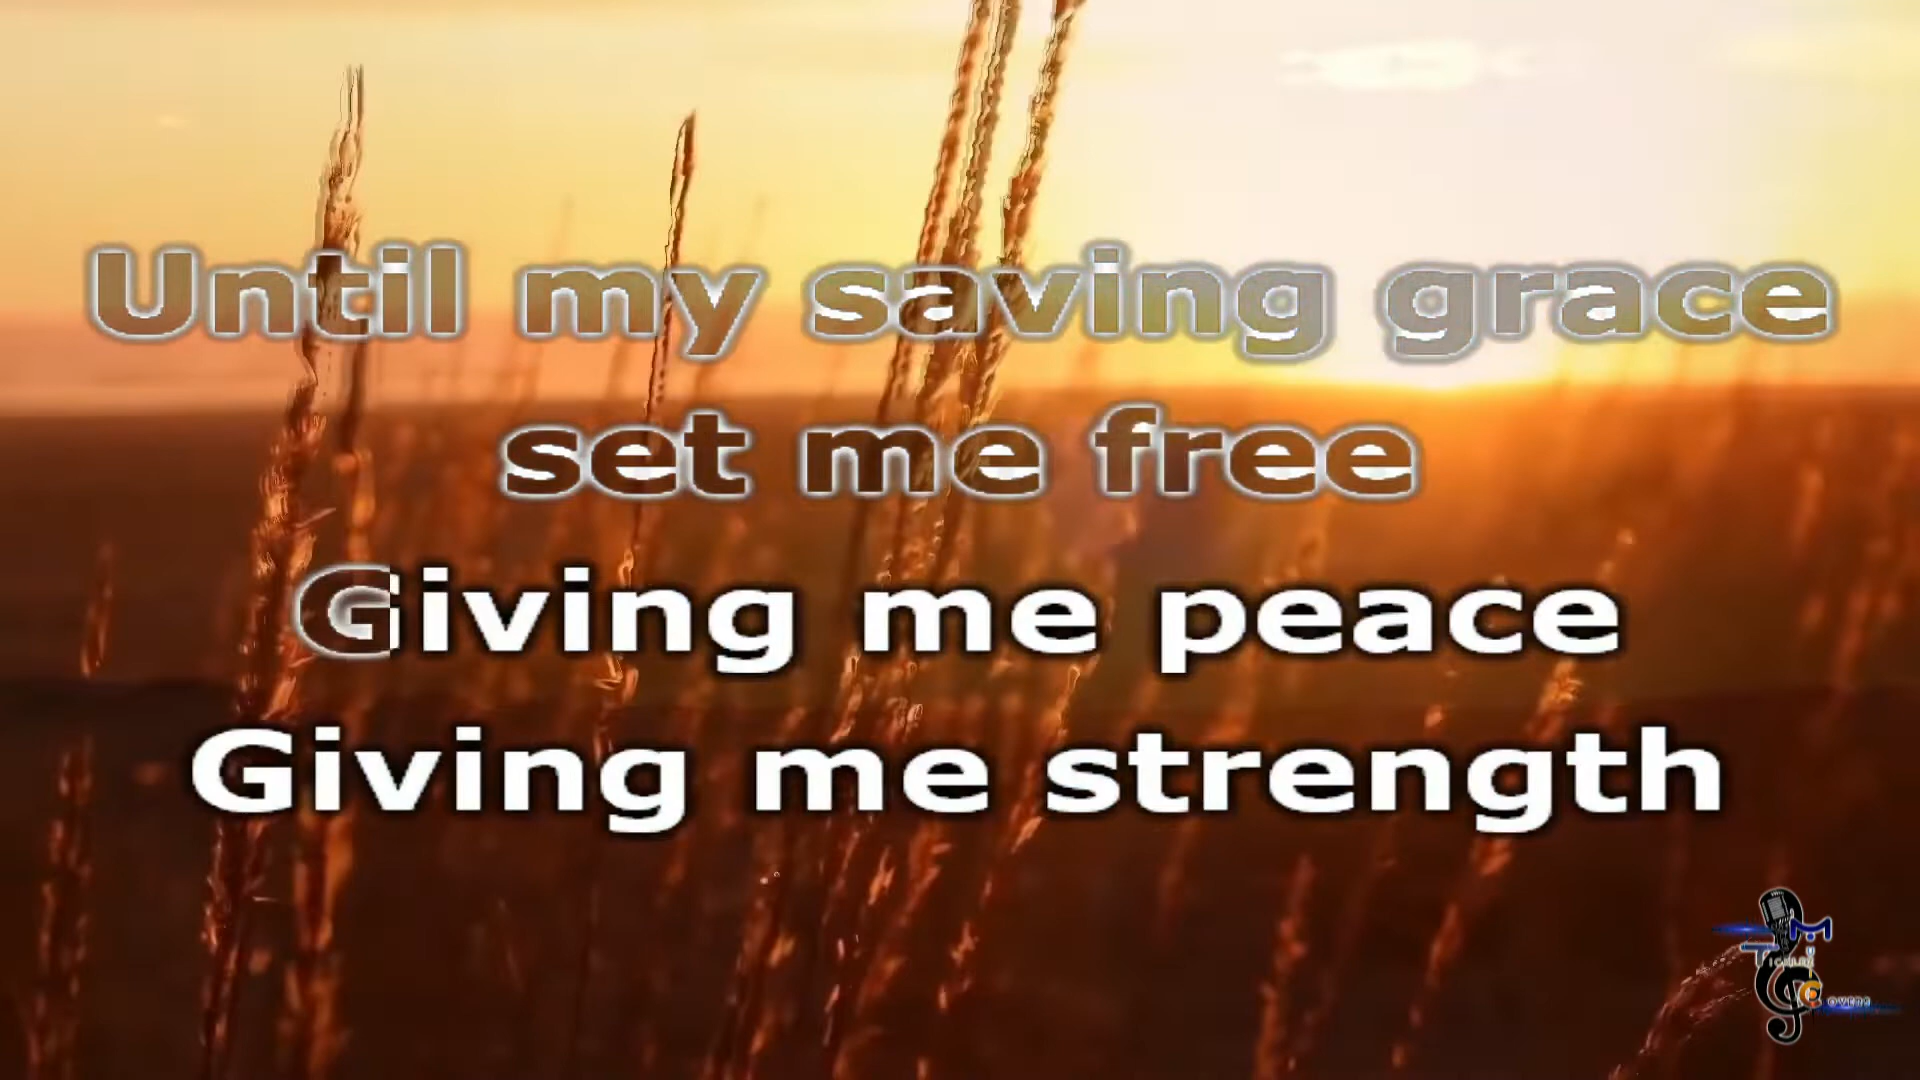 Until my saving grace
set me free
Giving me peace
Giving me strength